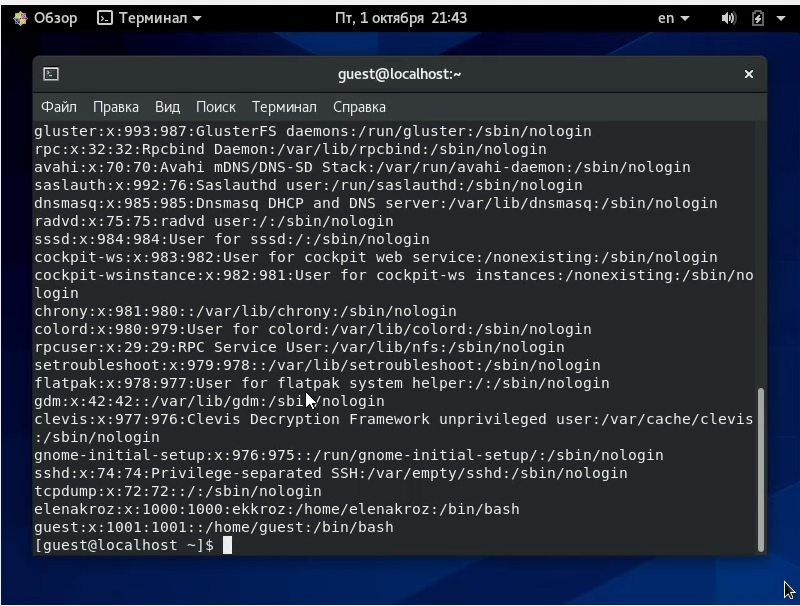 Обзор Терминал Пт, 1 октября 21:43 en
guest@localhost:~
Файл Правка Вид Поиск Терминал Справка
gluster:x:993:987:GlusterFS daemons:/run/gluster:/sbin/nologin
rpc:x:32:32:Rpcbind Daemon:/var/lib/rpcbind:/sbin/nologin
avahi:x:70:70:Avahi mDNS/DNS-SD Stack:/var/run/avahi-daemon:/sbin/nologin
saslauth:x:992:76:Saslauthd user:/run/saslauthd:/sbin/nologin
dnsmasq:x:985:985:Dnsmasq DHCP and DNS server:/var/lib/dnsmasq:/sbin/nologin
radvd:x:75:75:radvd user:/:/sbin/nologin
sssd:x:984:984:User for sssd:/:/sbin/nologin
cockpit-ws:x:983:982:User for cockpit web service:/nonexisting:/sbin/nologin
cockpit-wsinstance:x:982:981:User for cockpit-ws instances:/nonexisting:/sbin/no
login
chrony:x:981:980::/var/lib/chrony:/sbin/nologin
colord:x:980:979:User for colord:/var/lib/colord:/sbin/nologin
rpcuser:x:29:29:RPC Service User:/var/lib/nfs:/sbin/nologin
setroubleshoot:x:979:978::/var/lib/setroubleshoot:/sbin/nologin
flatpak:x:978:977:User for flatpak system helper:/:/sbin/nologin
gdm:x:42:42::/var/lib/gdm:/sbin/nologin
clevis:x:977:976:Clevis Decryption Framework unprivileged user:/var/cache/clevis
:/sbin/nologin
gnome-initial-setup:x:976:975::/run/gnome-initial-setup/:/sbin/nologin
sshd:x:74:74:Privilege-separated SSH:/var/empty/sshd:/sbin/nologin
tcpdump:x:72:72::/:/sbin/nologin
elenakroz:x:1000:1000:ekkroz:/home/elenakroz:/bin/bash
guest:x:1001:1001::/home/guest:/bin/bash
[guest@localhost ~]$